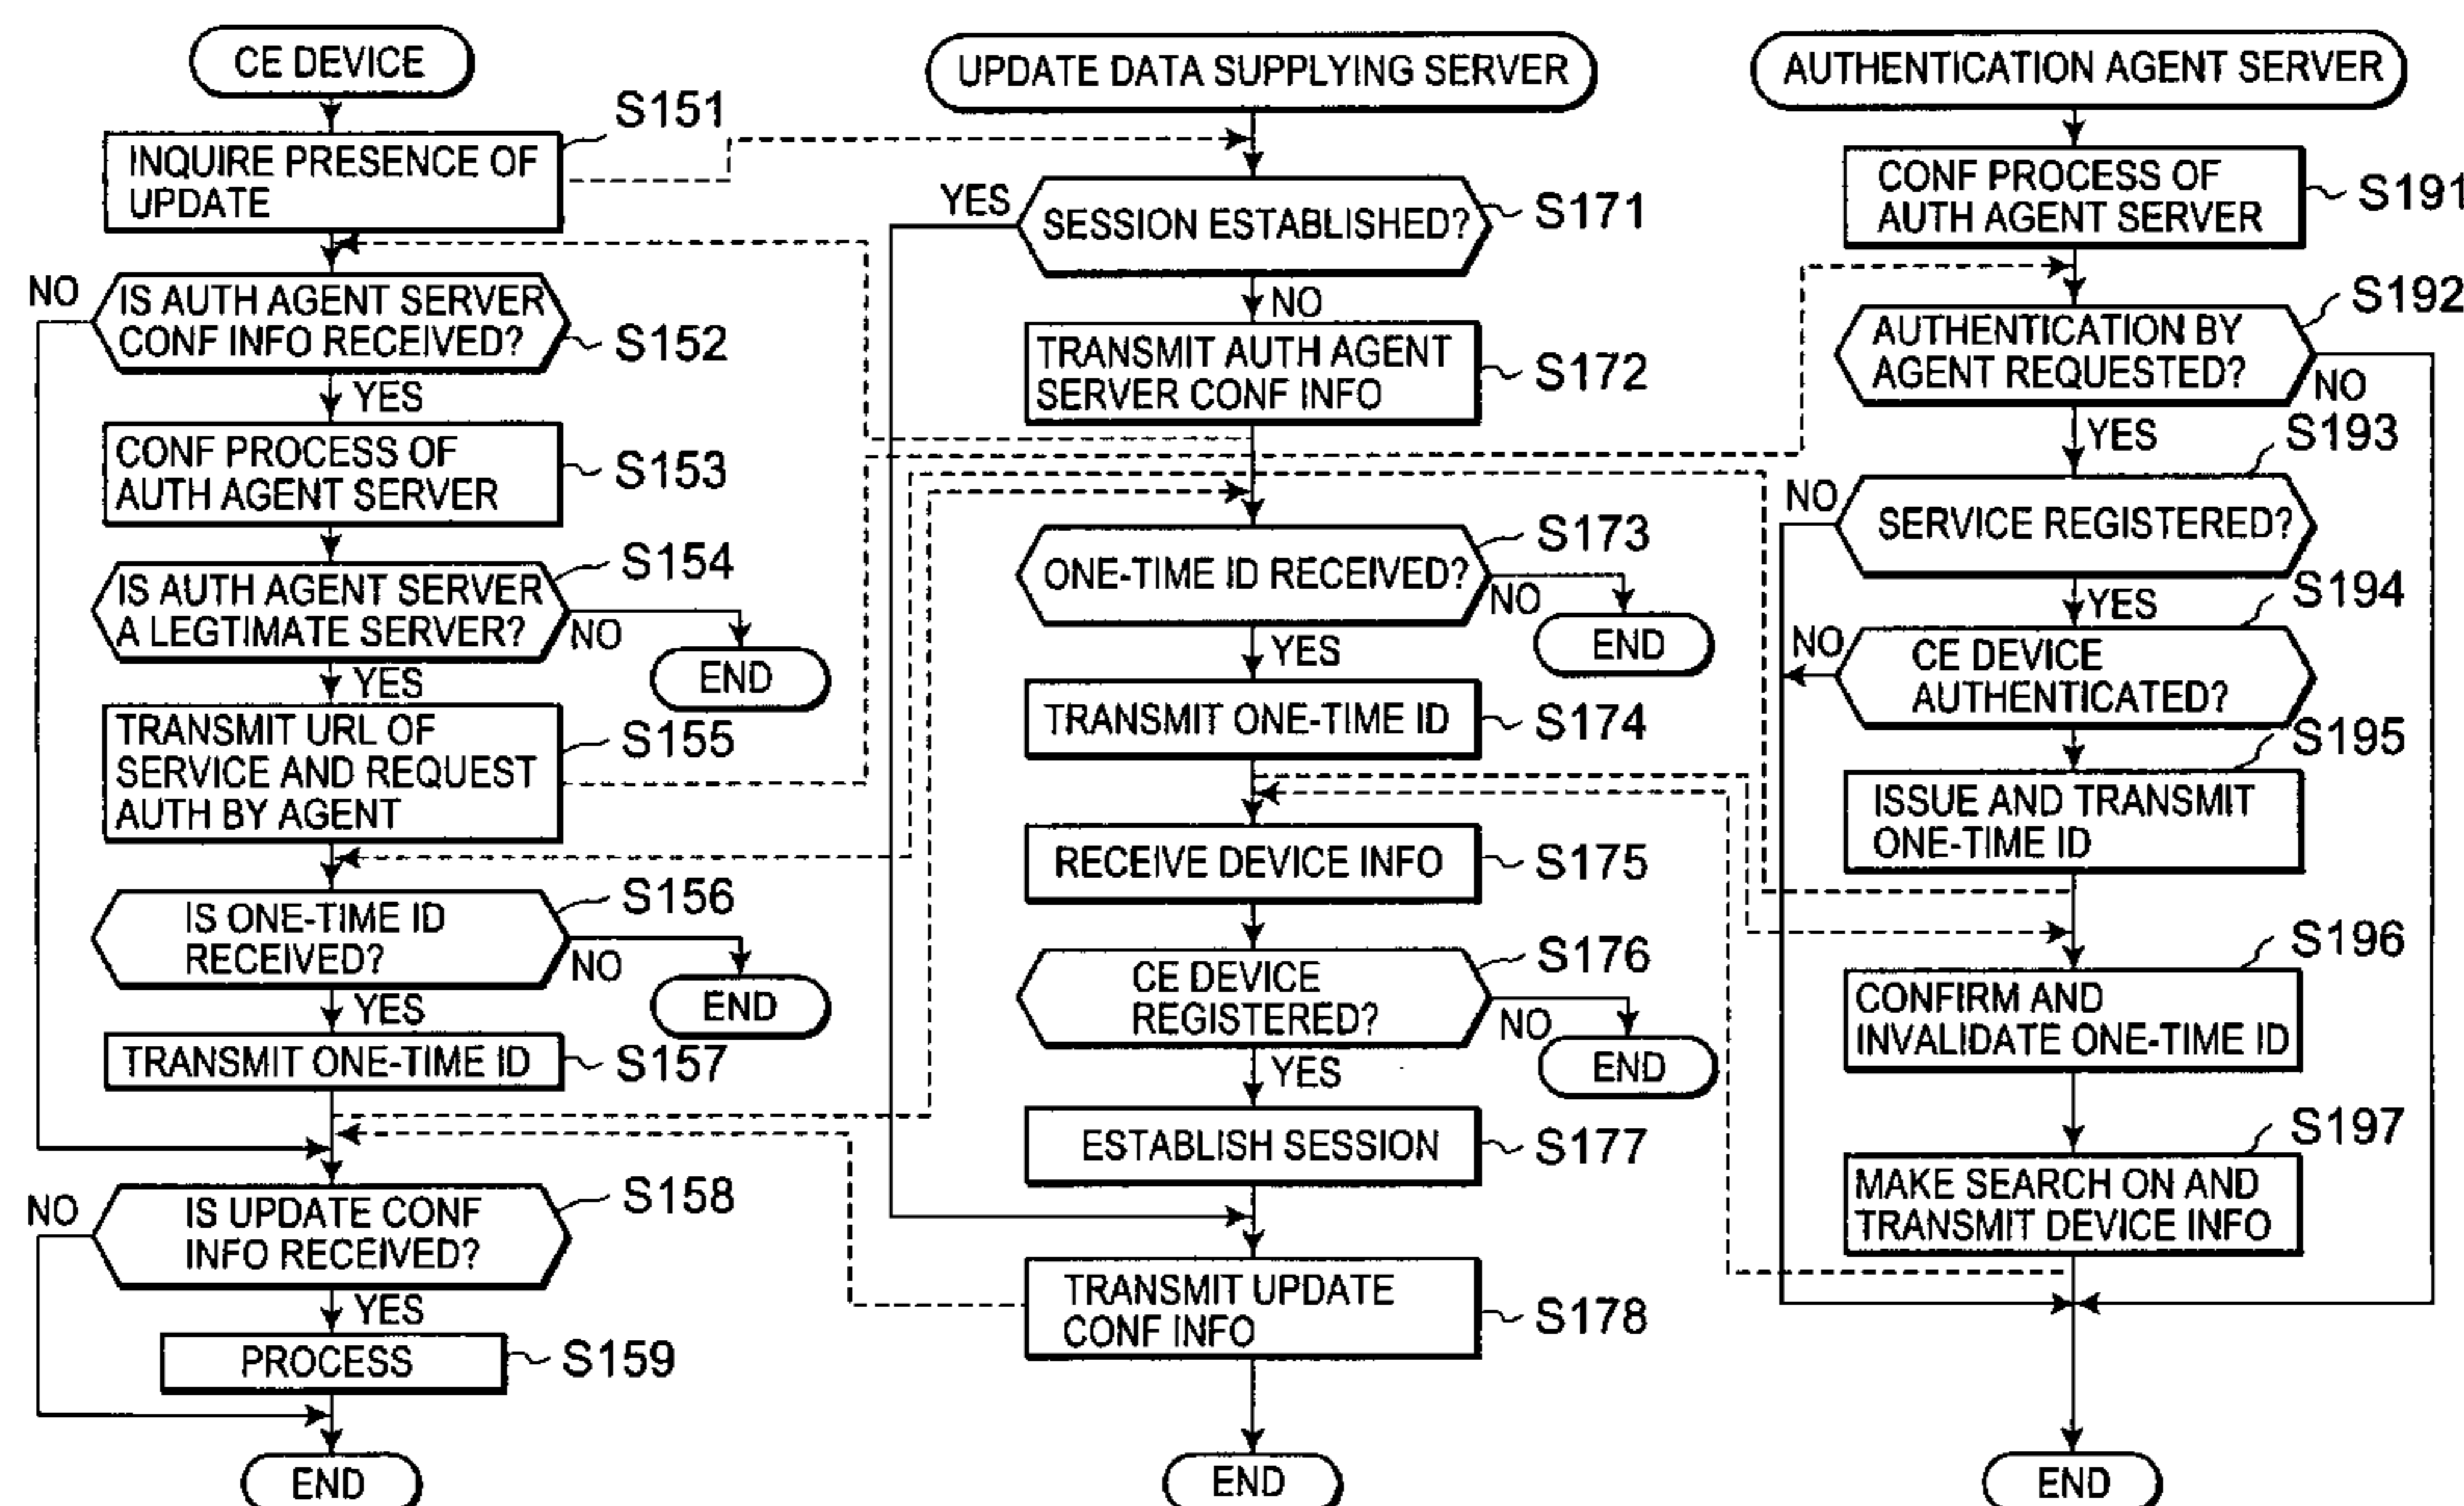 CE DEVICE
S151
INQUIRE PRESENCE OF
UPDATE
NO
IS AUTH AGENT SERVER
CONF INFO RECEIVED?
S152
YES
CONF PROCESS OF
AUTH AGENT SERVER
S153
S154
IS AUTH AGENT SERVER
A LEGTIMATE SERVER?
NO
END
YES
TRANSMIT URL OF
SERVICE AND REQUEST
AUTH BY AGENT
S155
S156
IS ONE-TIME ID
RECEIVED?
NO
END
YES
TRANSMIT ONE-TIME ID
S157
NO
IS UPDATE CONF
INFO RECEIVED?
S158
YES
PROCESS
S159
END
UPDATE DATA SUPPLYING SERVER
YES
SESSION ESTABLISHED?
S171
NO
TRANSMIT AUTH AGENT
SERVER CONF INFO
S172
S173
ONE-TIME ID RECEIVED?
NO
END
YES
TRANSMIT ONE-TIME ID
S174
RECEIVE DEVICE INFO
S175
S176
CE DEVICE
REGISTERED?
NO
END
YES
ESTABLISH SESSION
S177
TRANSMIT UPDATE
CONF INFO
S178
END
AUTHENTICATION AGENT SERVER
CONF PROCESS OF
AUTH AGENT SERVER
S191
S192
AUTHENTICATION BY
AGENT REQUESTED?
NO
YES
S193
NO
SERVICE REGISTERED?
YES
S194
NO
CE DEVICE
AUTHENTICATED?
S195
ISSUE AND TRANSMIT
ONE-TIME ID
S196
CONFIRM AND
INVALIDATE ONE-TIME ID
S197
MAKE SEARCH ON AND
TRANSMIT DEVICE INFO
END